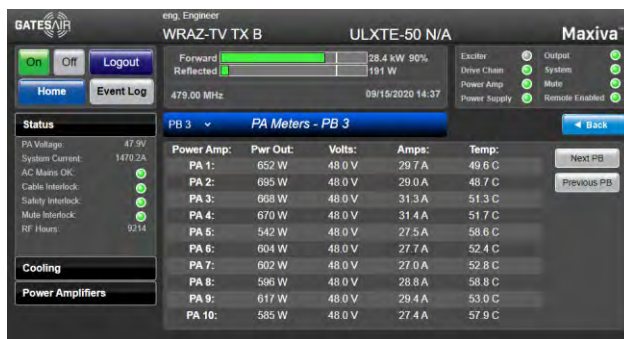 GATESAIR
eng, Engineer
WRAZ-TV TX B
ULXTE-50 N/A
Maxiva
On
Off
Logout
Home
Event Log
Forward
28.4 kW 90%
Reflected
191 W
479.00 MHz
09/15/2020 14:37
Exciter
Output
Drive Chain
System
Power Amp
Mute
Power Supply
Remote Enabled
Status
PB 3
PA Meters - PB 3
Back
PA Voltage: 47.9V
System Current: 1470.2A
AC Mains OK:
Cable Interlock:
Safety Interlock:
Mute Interlock:
RF Hours: 9214
Cooling
Power Amplifiers
Power Amp: Pwr Out: Volts: Amps: Temp:
PA 1: 652 W 48.0 V 29.7 A 49.6 C
PA 2: 695 W 48.0 V 29.0 A 48.7 C
PA 3: 668 W 48.0 V 31.3 A 51.3 C
PA 4: 670 W 48.0 V 31.4 A 51.7 C
PA 5: 542 W 48.0 V 27.5 A 58.6 C
PA 6: 604 W 48.0 V 27.7 A 52.4 C
PA 7: 602 W 48.0 V 27.0 A 52.8 C
PA 8: 596 W 48.0 V 28.8 A 58.8 C
PA 9: 617 W 48.0 V 29.4 A 53.0 C
PA 10: 585 W 48.0 V 27.4 A 57.9 C
Next PB
Previous PB